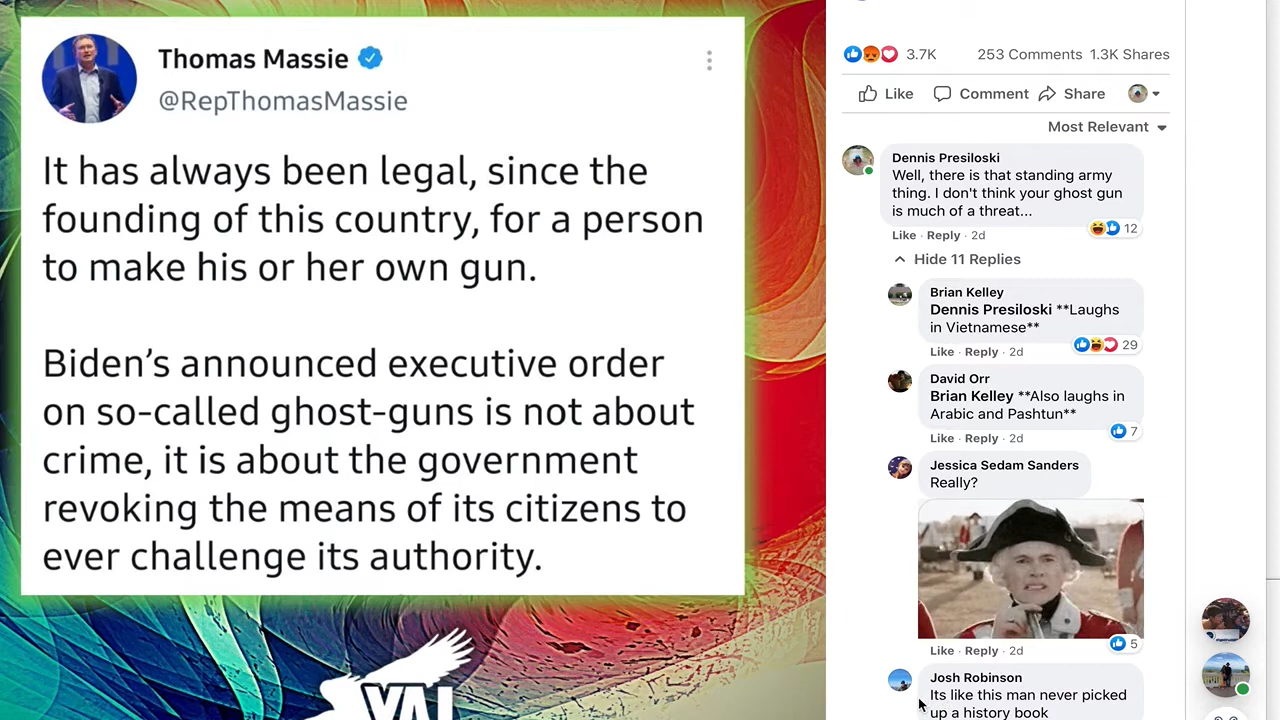 Thomas Massie
@RepThomasMassie
It has always been legal, since the
founding of this country, for a person
to make his or her own gun.
Biden's announced executive order
on so-called ghost-guns is not about
crime, it is about the government
revoking the means of its citizens to
ever challenge its authority.
YAL
3.7K 253 Comments 1.3K Shares
Like Comment Share
Most Relevant
Dennis Presiloski
Well, there is that standing army
thing. I don't think your ghost gun
is much of a threat...
12
Like · Reply · 2d
Hide 11 Replies
Brian Kelley
Dennis Presiloski **Laughs
in Vietnamese**
29
Like · Reply · 2d
David Orr
Brian Kelley **Also laughs in
Arabic and Pashtun**
7
Like · Reply · 2d
Jessica Sedam Sanders
Really?
5
Like · Reply · 2d
Josh Robinson
Its like this man never picked
up a history book